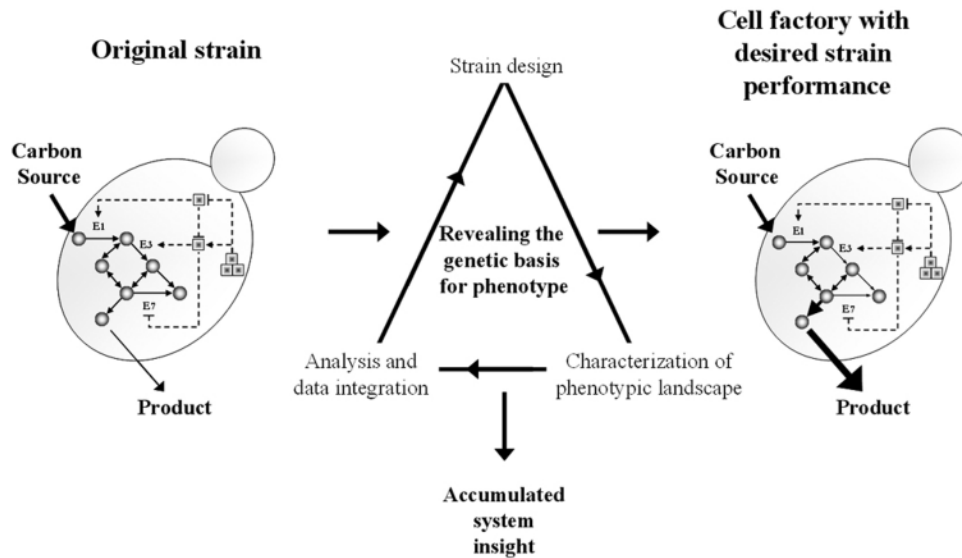 Original strain
Carbon
Source
E1
E3
E7
Product
Strain design
Revealing the
genetic basis
for phenotype
Analysis and
data integration
Characterization of
phenotypic landscape
Accumulated
system
insight
Cell factory with
desired strain
performance
Carbon
Source
E1
E3
E7
Product